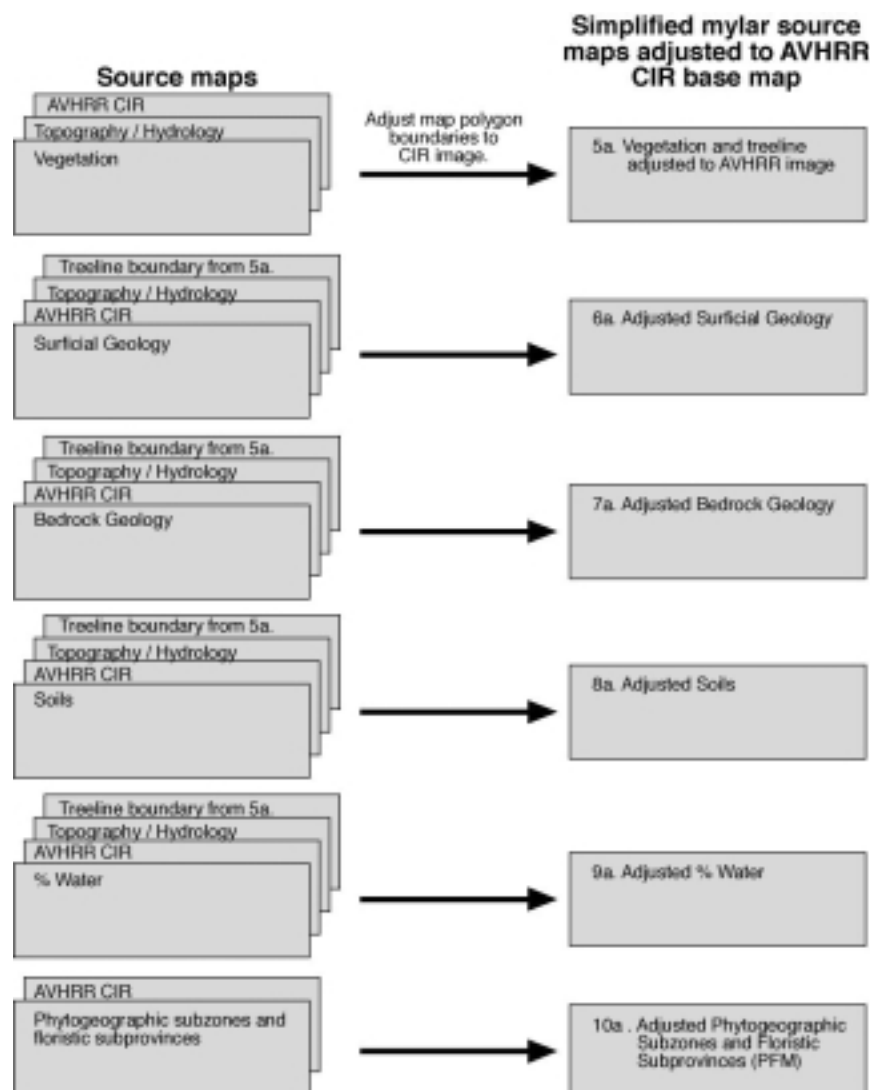 Source maps
Simplified mylar source
maps adjusted to AVHRR
CIR base map
AVHRR CIR
Topography / Hydrology
Vegetation
Adjust map polygon
boundaries to
CIR image.
5a. Vegetation and treeline
adjusted to AVHRR image
Treeline boundary from 5a.
Topography / Hydrology
AVHRR CIR
Surficial Geology
6a. Adjusted Surficial Geology
Treeline boundary from 5a.
Topography / Hydrology
AVHRR CIR
Bedrock Geology
7a. Adjusted Bedrock Geology
Treeline boundary from 5a.
Topography / Hydrology
AVHRR CIR
Soils
8a. Adjusted Soils
Treeline boundary from 5a.
Topography / Hydrology
AVHRR CIR
% Water
9a. Adjusted % Water
AVHRR CIR
Phytogeographic subzones and
floristic subprovinces
10a . Adjusted Phytogeographic
Subzones and Floristic
Subprovinces (PFM)